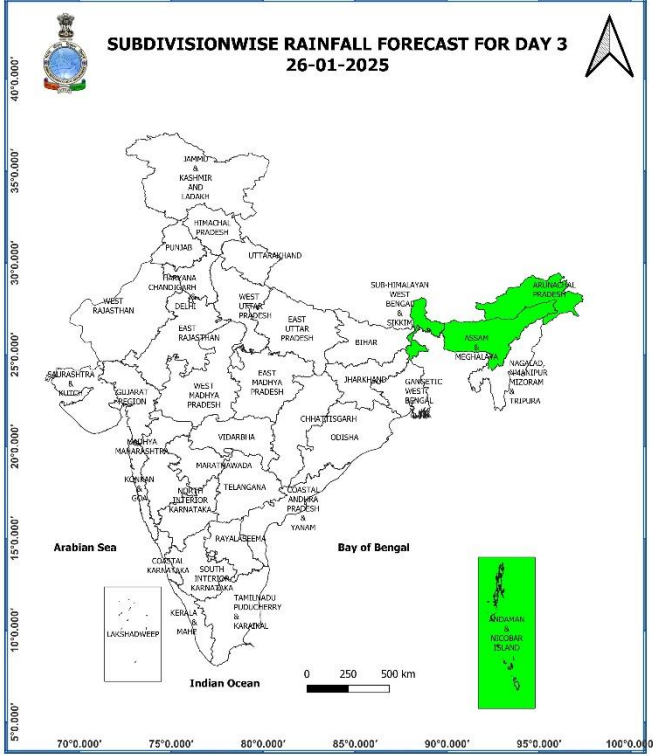 SUBDIVISIONWISE RAINFALL FORECAST FOR DAY 3
26-01-2025
40°0.000'
35°0.000'
30°0.000'
25°0.000'
20°0.000'
15°0.000'
10°0.000'
5°0.000'
JAMMU
&
KASHMIR
AND
LADAKH
HIMACHAL
PRADESH
PUNJAB
UTTARAKHAND
HARYANA
CHANDIGARH
DELHI
WEST
RAJASTHAN
EAST
RAJASTHAN
WEST
UTTAR
PRADESH
EAST
UTTAR
PRADESH
SUB-HIMALAYAN
WEST
BENGAL
&
SIKKIM
ARUNACHAL
PRADESH
ASSAM
&
MEGHALAYA
NAGALAD,
MANIPUR
MIZORAM
&
TRIPURA
BIHAR
JHARKHAND
GANGETIC
WEST
BENGAL
SAURASHTRA
&
KUTCH
GUJARAT
REGION
WEST
MADHYA
PRADESH
EAST
MADHYA
PRADESH
CHHATTISGARH
ODISHA
MADHYA
MAHARASHTRA
VIDARBHA
MARATHAWADA
KONKAN
&
GOA
NORTH
INTERIOR
KARNATAKA
TELANGANA
COASTAL
ANDHRA
PRADESH
&
YANAM
RAYALASEEMA
Arabian Sea
Bay of Bengal
COASTAL
KARNATAKA
SOUTH
INTERIOR
KARNATAKA
TAMILNADU
PUDUCHERRY
&
KARAIKAL
KERALA
&
MAHE
LAKSHADWEEP
ANDAMAN
&
NICOBAR
ISLAND
Indian Ocean
0 250 500 km
70°0.000' 75°0.000' 80°0.000' 85°0.000' 90°0.000' 95°0.000' 100°0.000'